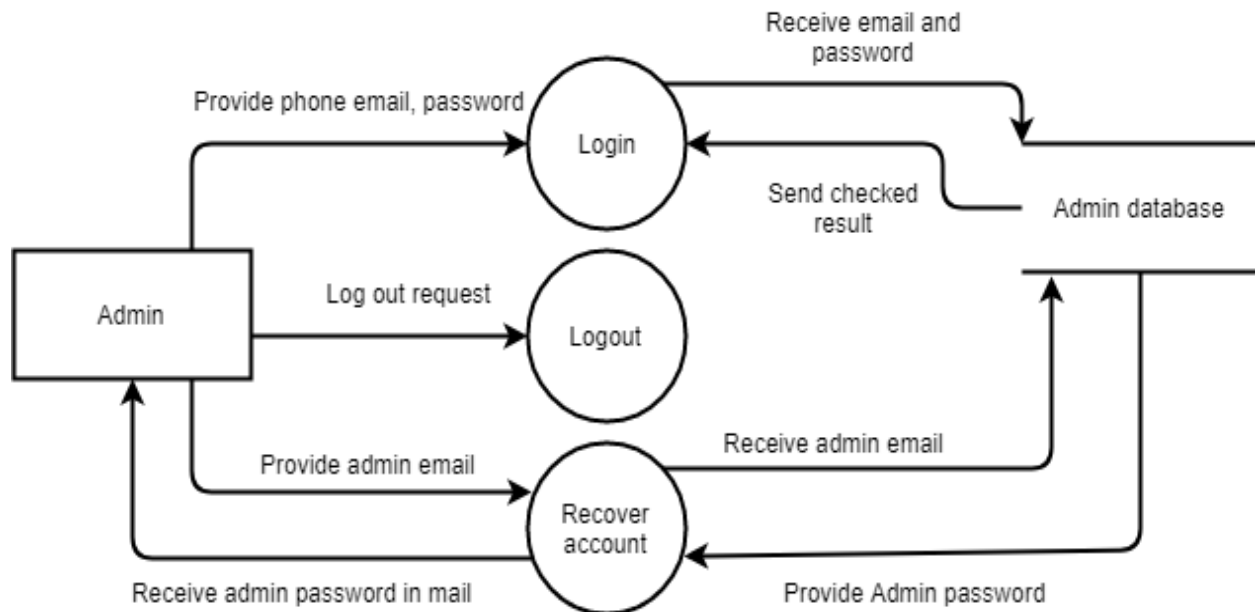 Receive email and
password
Provide phone email, password
Login
Send checked
result
Admin database
Admin
Log out request
Logout
Provide admin email
Receive admin email
Recover
account
Receive admin password in mail
Provide Admin password